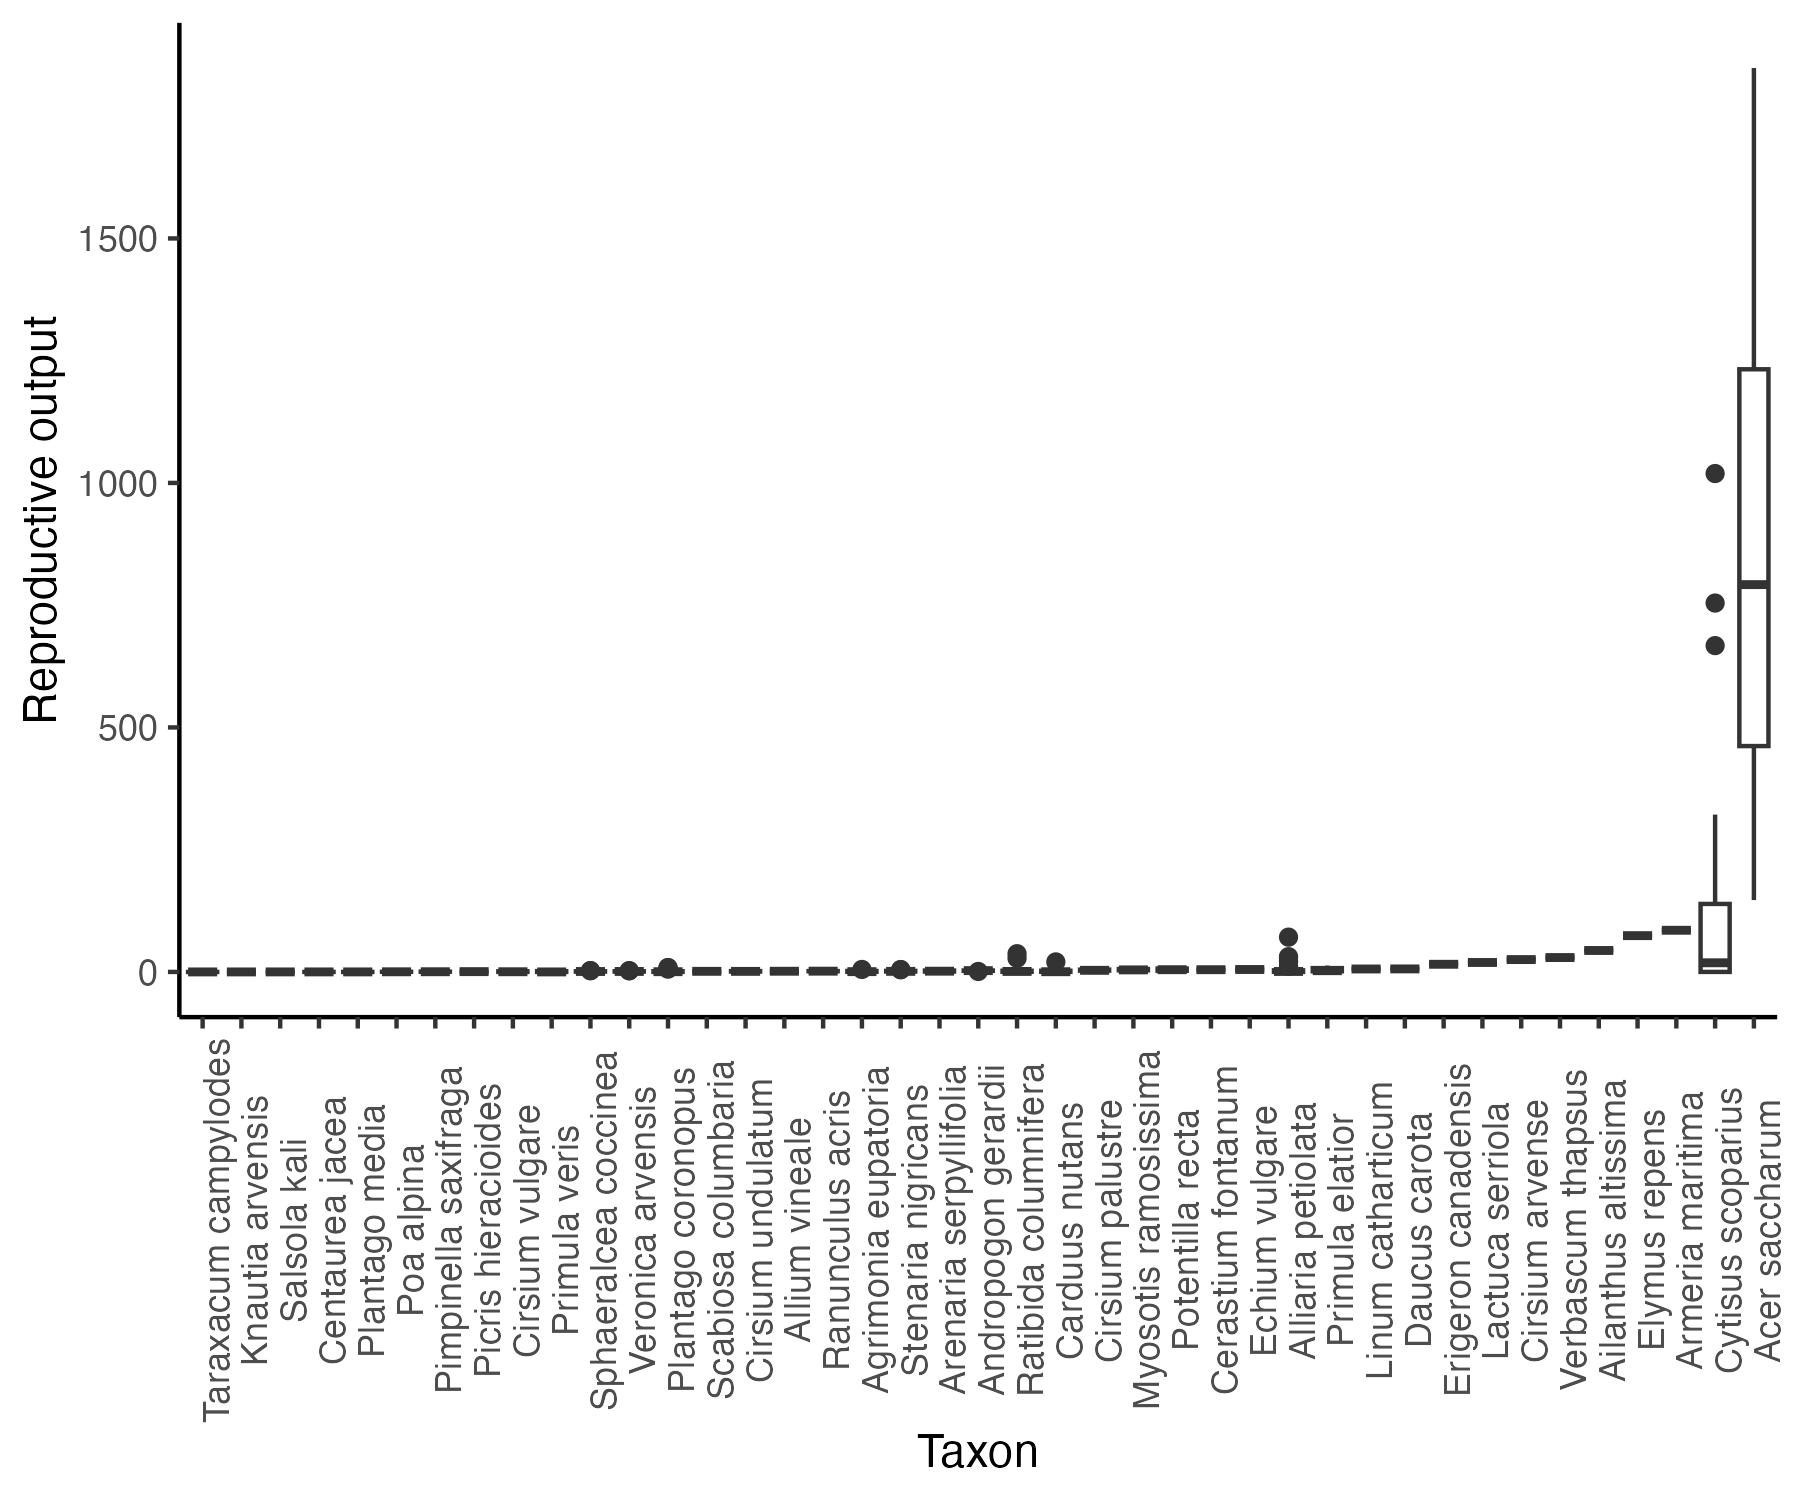 Reproductive output
1500
1000
500
0
Taraxacum campylodes
Knautia arvensis
Salsola kali
Centaurea jacea
Plantago media
Poa alpina
Pimpinella saxifraga
Picris hieracioides
Cirsium vulgare
Primula veris
Sphaeralcea coccinea
Veronica arvensis
Plantago coronopus
Scabiosa columbaria
Cirsium undulatum
Allium vineale
Ranunculus acris
Agrimonia eupatoria
Stenaria nigricans
Arenaria serpyllifolia
Andropogon gerardii
Ratibida columnifera
Carduus nutans
Cirsium palustre
Myosotis ramosissima
Potentilla recta
Cerastium fontanum
Echium vulgare
Alliaria petiolata
Primula elatior
Linum catharticum
Daucus carota
Erigeron canadensis
Lactuca serriola
Cirsium arvense
Verbascum thapsus
Ailanthus altissima
Elymus repens
Armeria maritima
Cytisus scoparius
Acer saccharum
Taxon